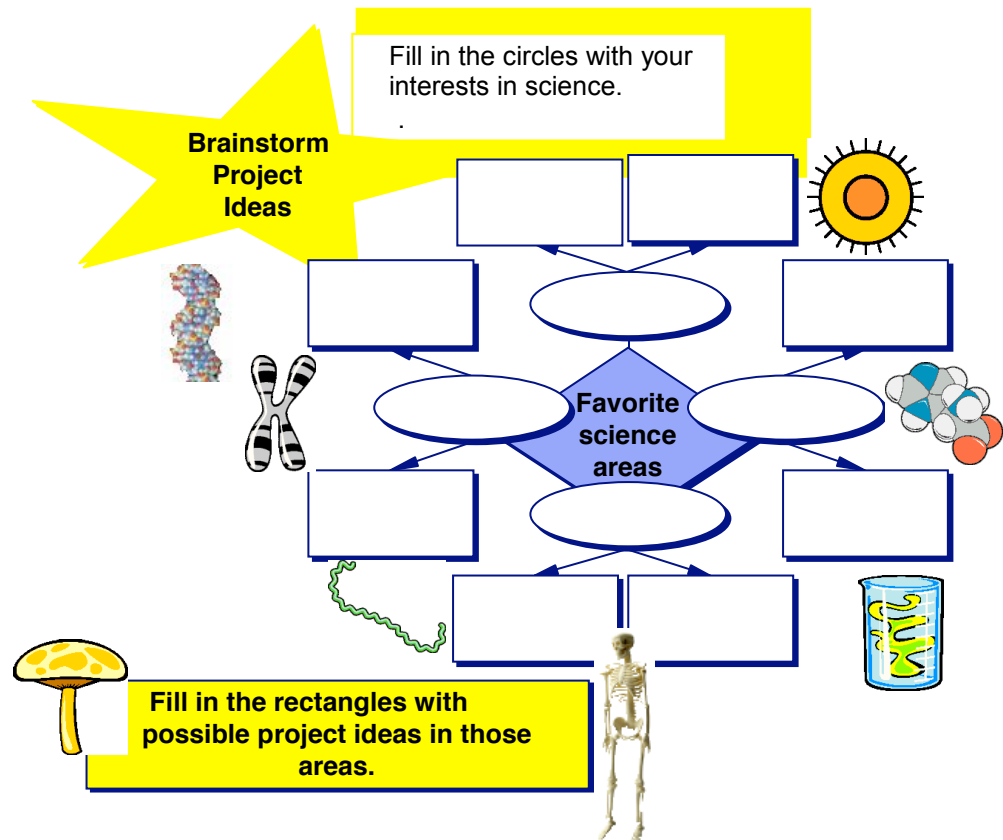 Fill in the circles with your
interests in science.
.
Brainstorm
Project
Ideas
Favorite
science
areas
Fill in the rectangles with
possible project ideas in those
areas.